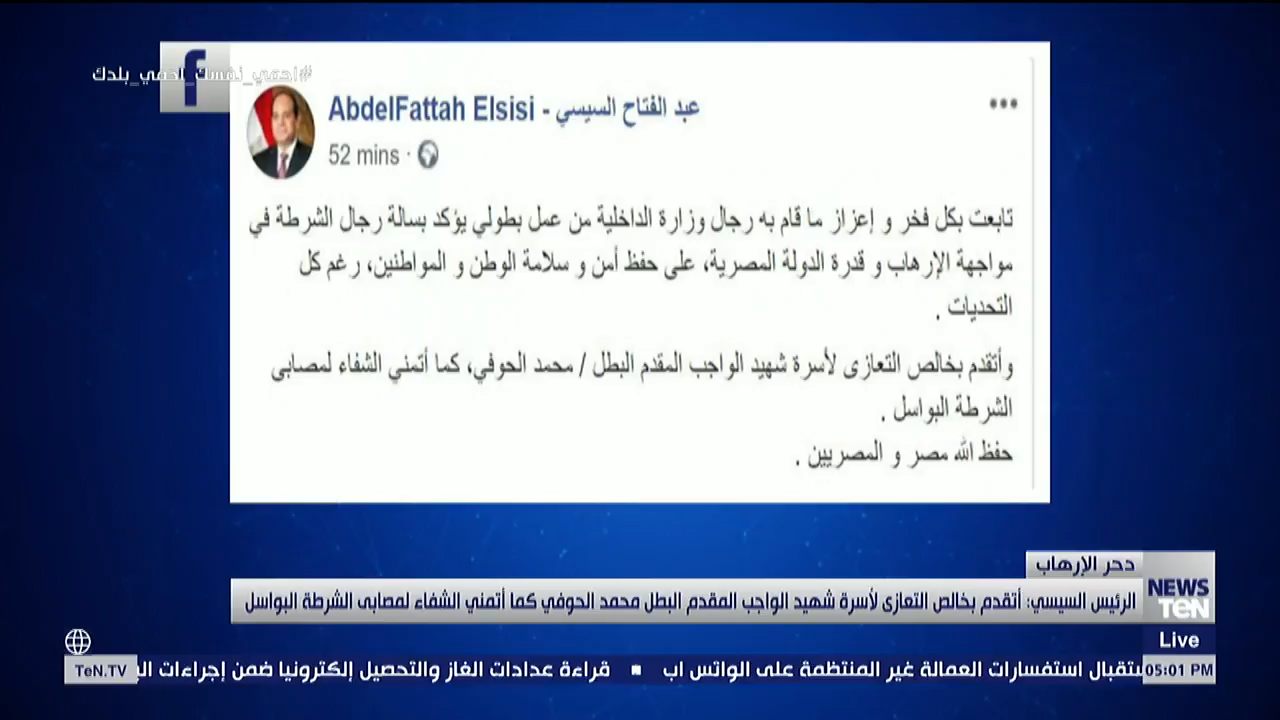 #احمي_نفسك_احمي_بلدك
f
AbdelFattah Elsisi - عبد الفتاح السيسي
52 mins ·
تابعت بكل فخر و إعزاز ما قام به رجال وزارة الداخلية من عمل بطولي يؤكد بسالة رجال الشرطة في
مواجهة الإرهاب و قدرة الدولة المصرية، على حفظ أمن و سلامة الوطن و المواطنين، رغم كل
التحديات .
وأتقدم بخالص التعازى لأسرة شهيد الواجب المقدم البطل / محمد الحوفي، كما أتمني الشفاء لمصابى
الشرطة البواسل .
حفظ الله مصر و المصريين .
دحر الإرهاب
الرئيس السيسي: أتقدم بخالص التعازى لأسرة شهيد الواجب المقدم البطل محمد الحوفي كما أتمني الشفاء لمصابى الشرطة البواسل
NEWS
TEN
Live
05:01 PM
ستقبال استفسارات العمالة غير المنتظمة على الواتس اب ■ قراءة عدادات الغاز والتحصيل إلكترونيا ضمن إجراءات ال
TeN.TV